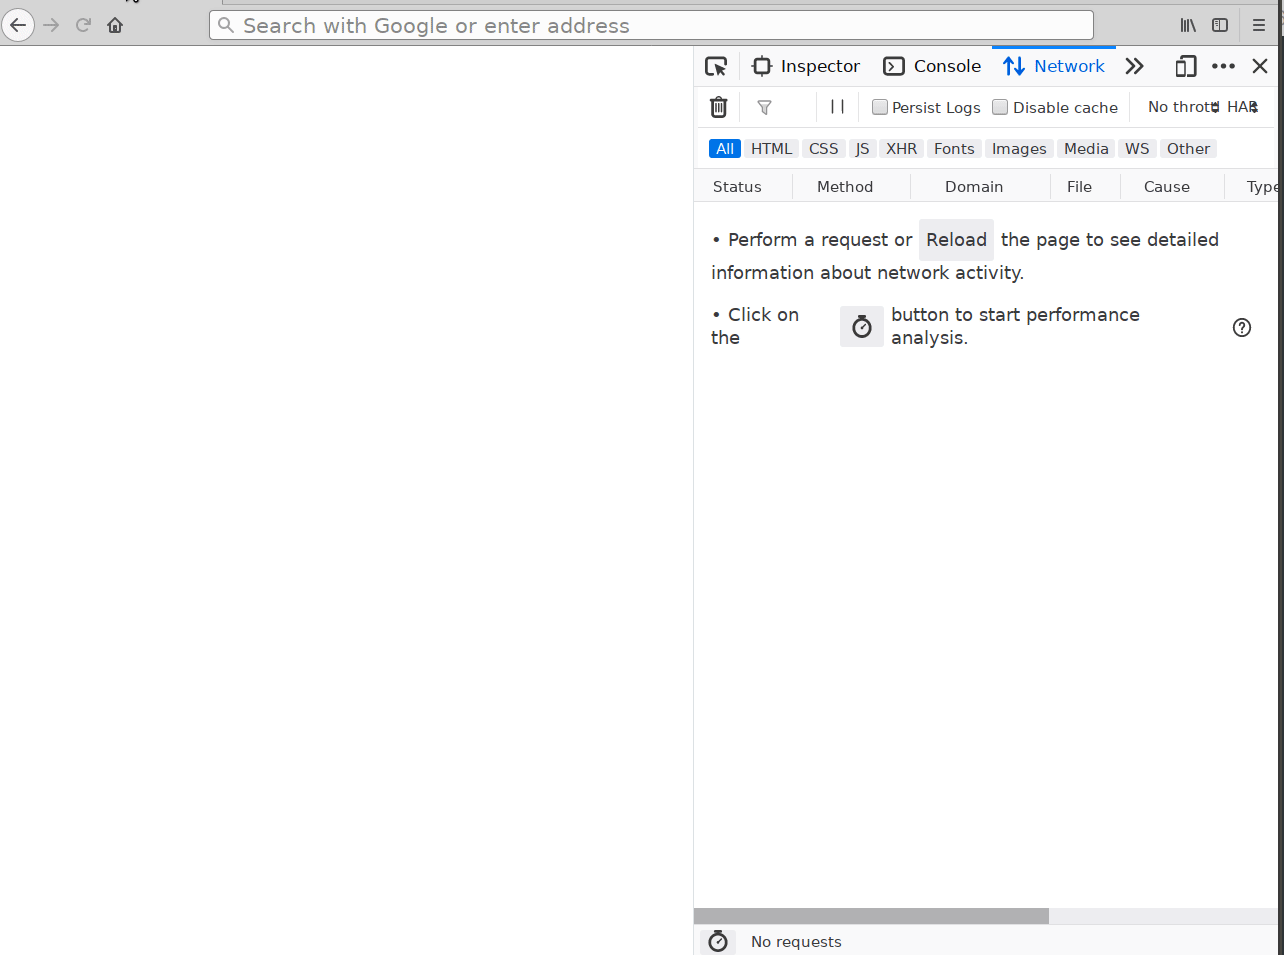 Search with Google or enter address
Inspector Console Network
Persist Logs Disable cache No thrott HAR
All HTML CSS JS XHR Fonts Images Media WS Other
Status Method Domain File Cause Type
• Perform a request or Reload the page to see detailed
information about network activity.
• Click on the button to start performance analysis.
No requests